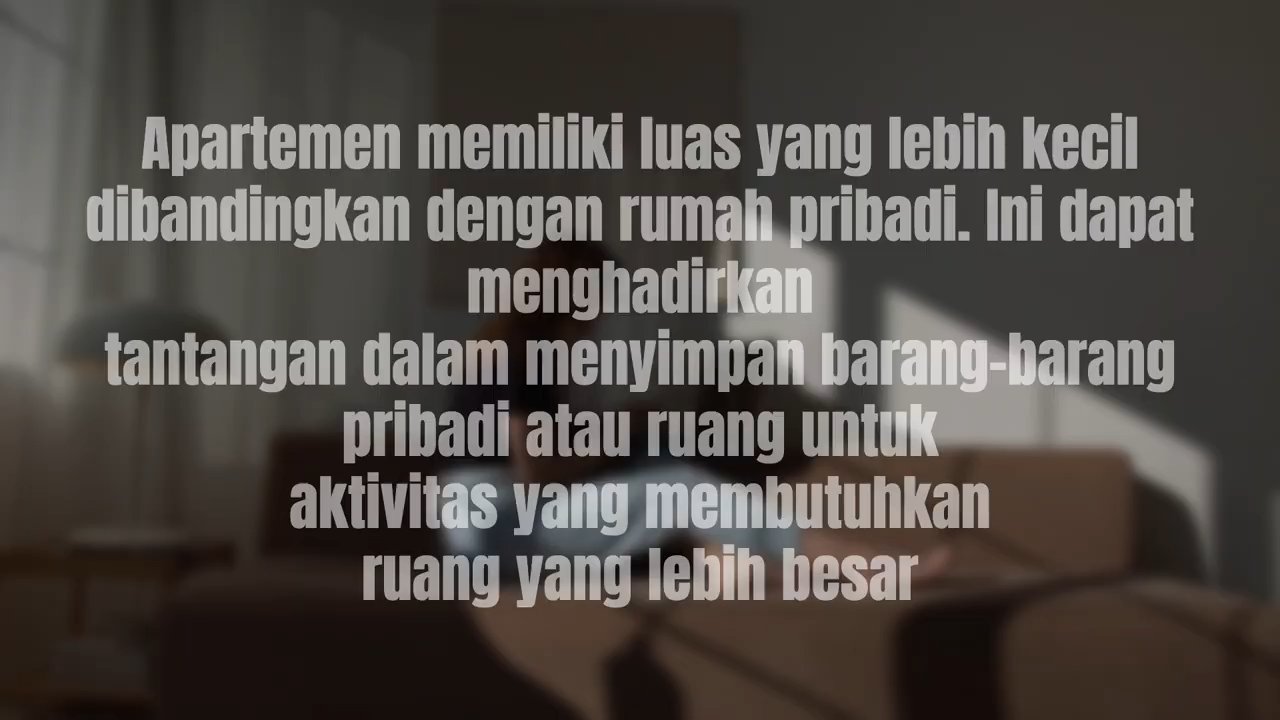 Apartemen memiliki luas yang lebih kecil
dibandingkan dengan rumah pribadi. Ini dapat
menghadirkan
tantangan dalam menyimpan barang-barang
pribadi atau ruang untuk
aktivitas yang membutuhkan
ruang yang lebih besar